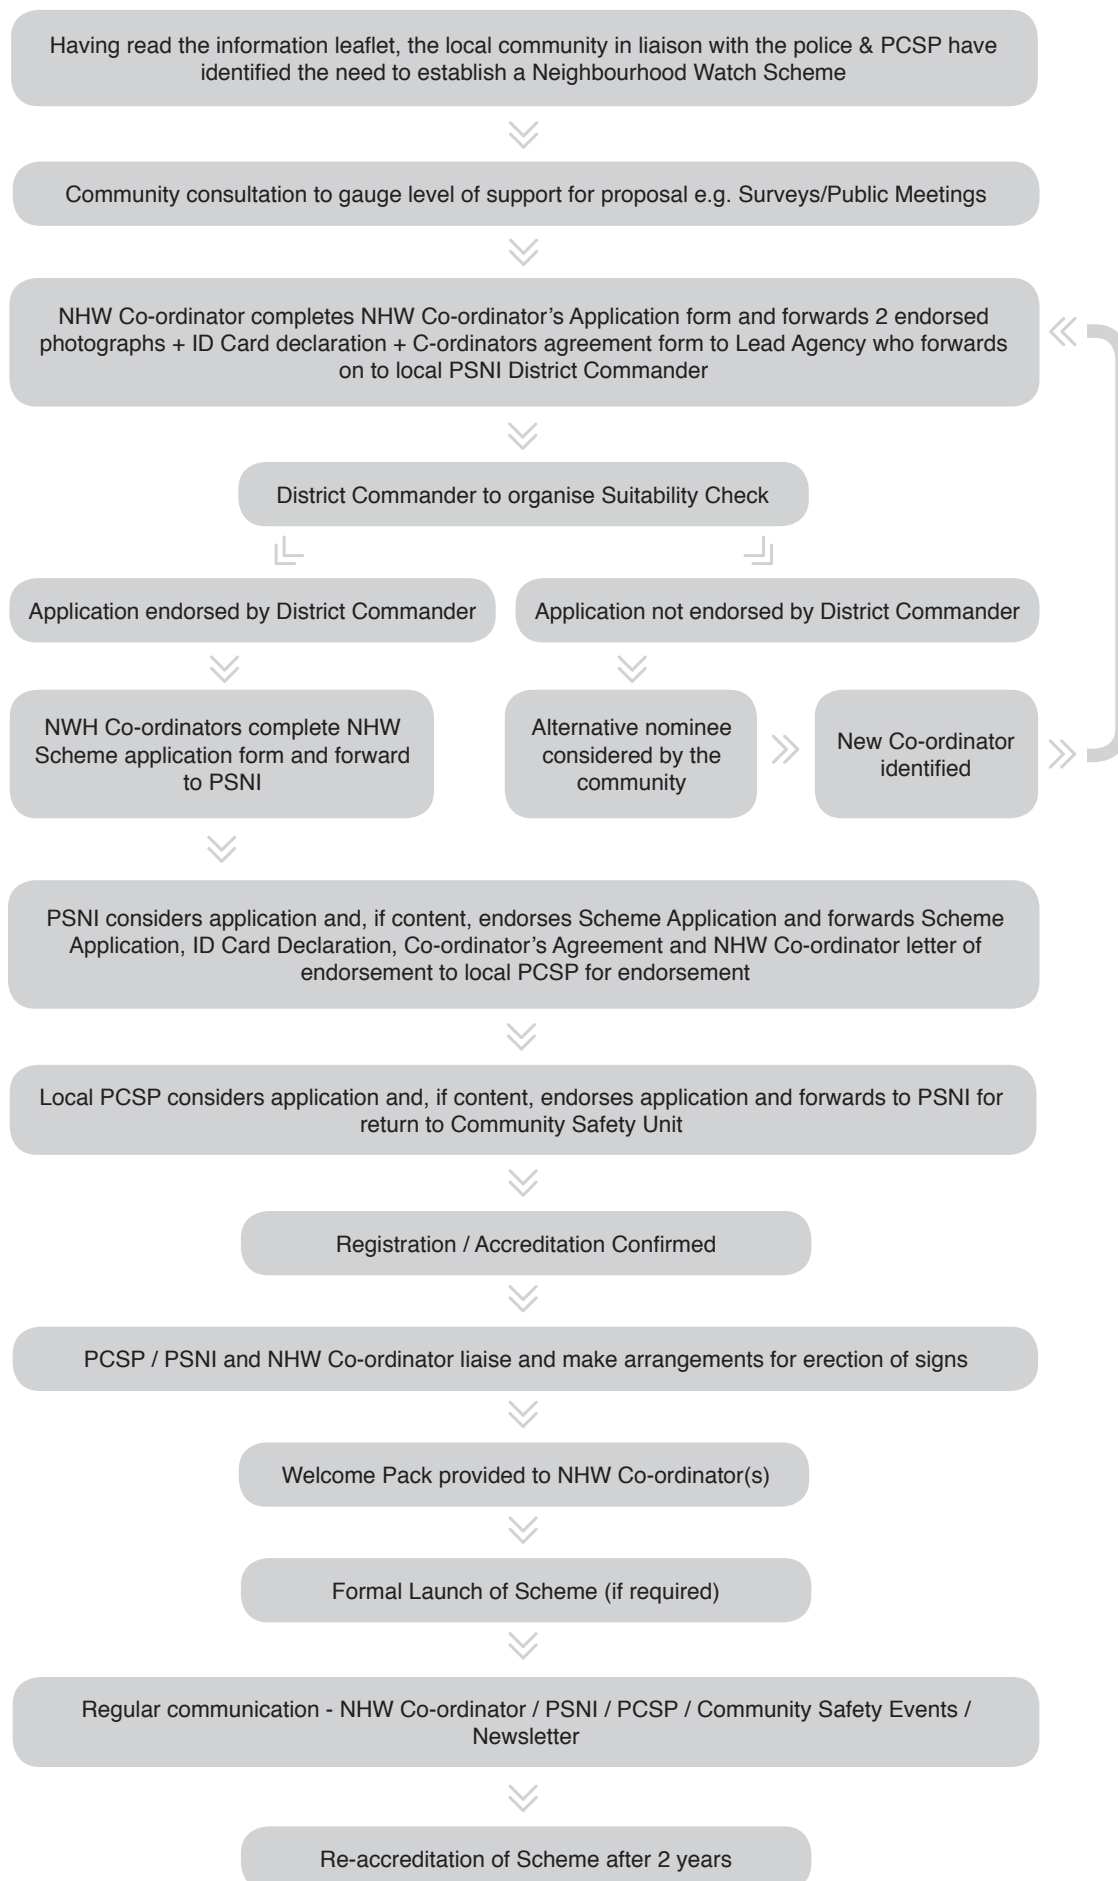 Having read the information leaflet, the local community in liaison with the police & PCSP have
identified the need to establish a Neighbourhood Watch Scheme
Community consultation to gauge level of support for proposal e.g. Surveys/Public Meetings
NHW Co-ordinator completes NHW Co-ordinator's Application form and forwards 2 endorsed
photographs + ID Card declaration + C-ordinators agreement form to Lead Agency who forwards
on to local PSNI District Commander
District Commander to organise Suitability Check
Application endorsed by District Commander
Application not endorsed by District Commander
NWH Co-ordinators complete NHW
Scheme application form and forward
to PSNI
Alternative nominee
considered by the
community
New Co-ordinator
identified
PSNI considers application and, if content, endorses Scheme Application and forwards Scheme
Application, ID Card Declaration, Co-ordinator's Agreement and NHW Co-ordinator letter of
endorsement to local PCSP for endorsement
Local PCSP considers application and, if content, endorses application and forwards to PSNI for
return to Community Safety Unit
Registration / Accreditation Confirmed
PCSP / PSNI and NHW Co-ordinator liaise and make arrangements for erection of signs
Welcome Pack provided to NHW Co-ordinator(s)
Formal Launch of Scheme (if required)
Regular communication - NHW Co-ordinator / PSNI / PCSP / Community Safety Events /
Newsletter
Re-accreditation of Scheme after 2 years